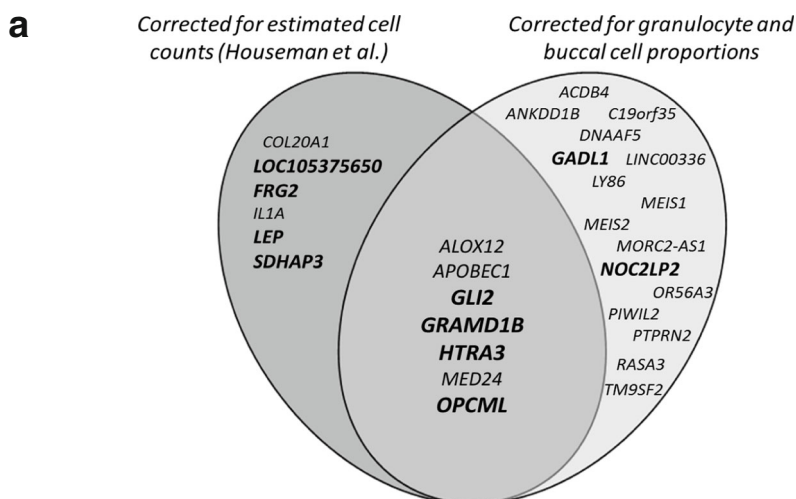 a
Corrected for estimated cell
counts (Houseman et al.)
Corrected for granulocyte and
buccal cell proportions
COL20A1
LOC105375650
FRG2
IL1A
LEP
SDHAP3
ALOX12
APOBEC1
GLI2
GRAMD1B
HTRA3
MED24
OPCML
ACDB4
ANKDD1B C19orf35
DNAAF5
GADL1 LINC00336
LY86
MEIS1
MEIS2
MORC2-AS1
NOC2LP2
OR56A3
PIWIL2
PTPRN2
RASA3
TM9SF2